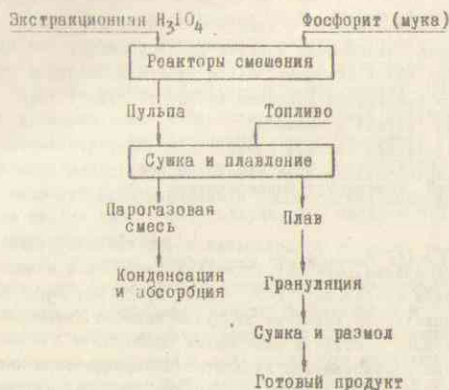 Экстракционная H₃PO₄ Фосфорит (мука)
Реакторы смешения
Пульпа Топливо
Сушка и плавление
Парогазовая смесь Плав
Конденсация и абсорбция Грануляция
Сушка и размол
Готовый продукт